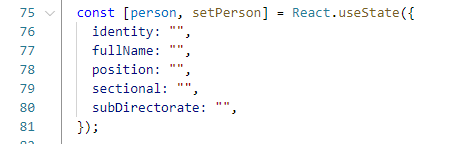 75 const [person, setPerson] = React.useState({
76 identity: "",
77 fullName: "",
78 position: "",
79 sectional: "",
80 subDirectorate: "",
81 });